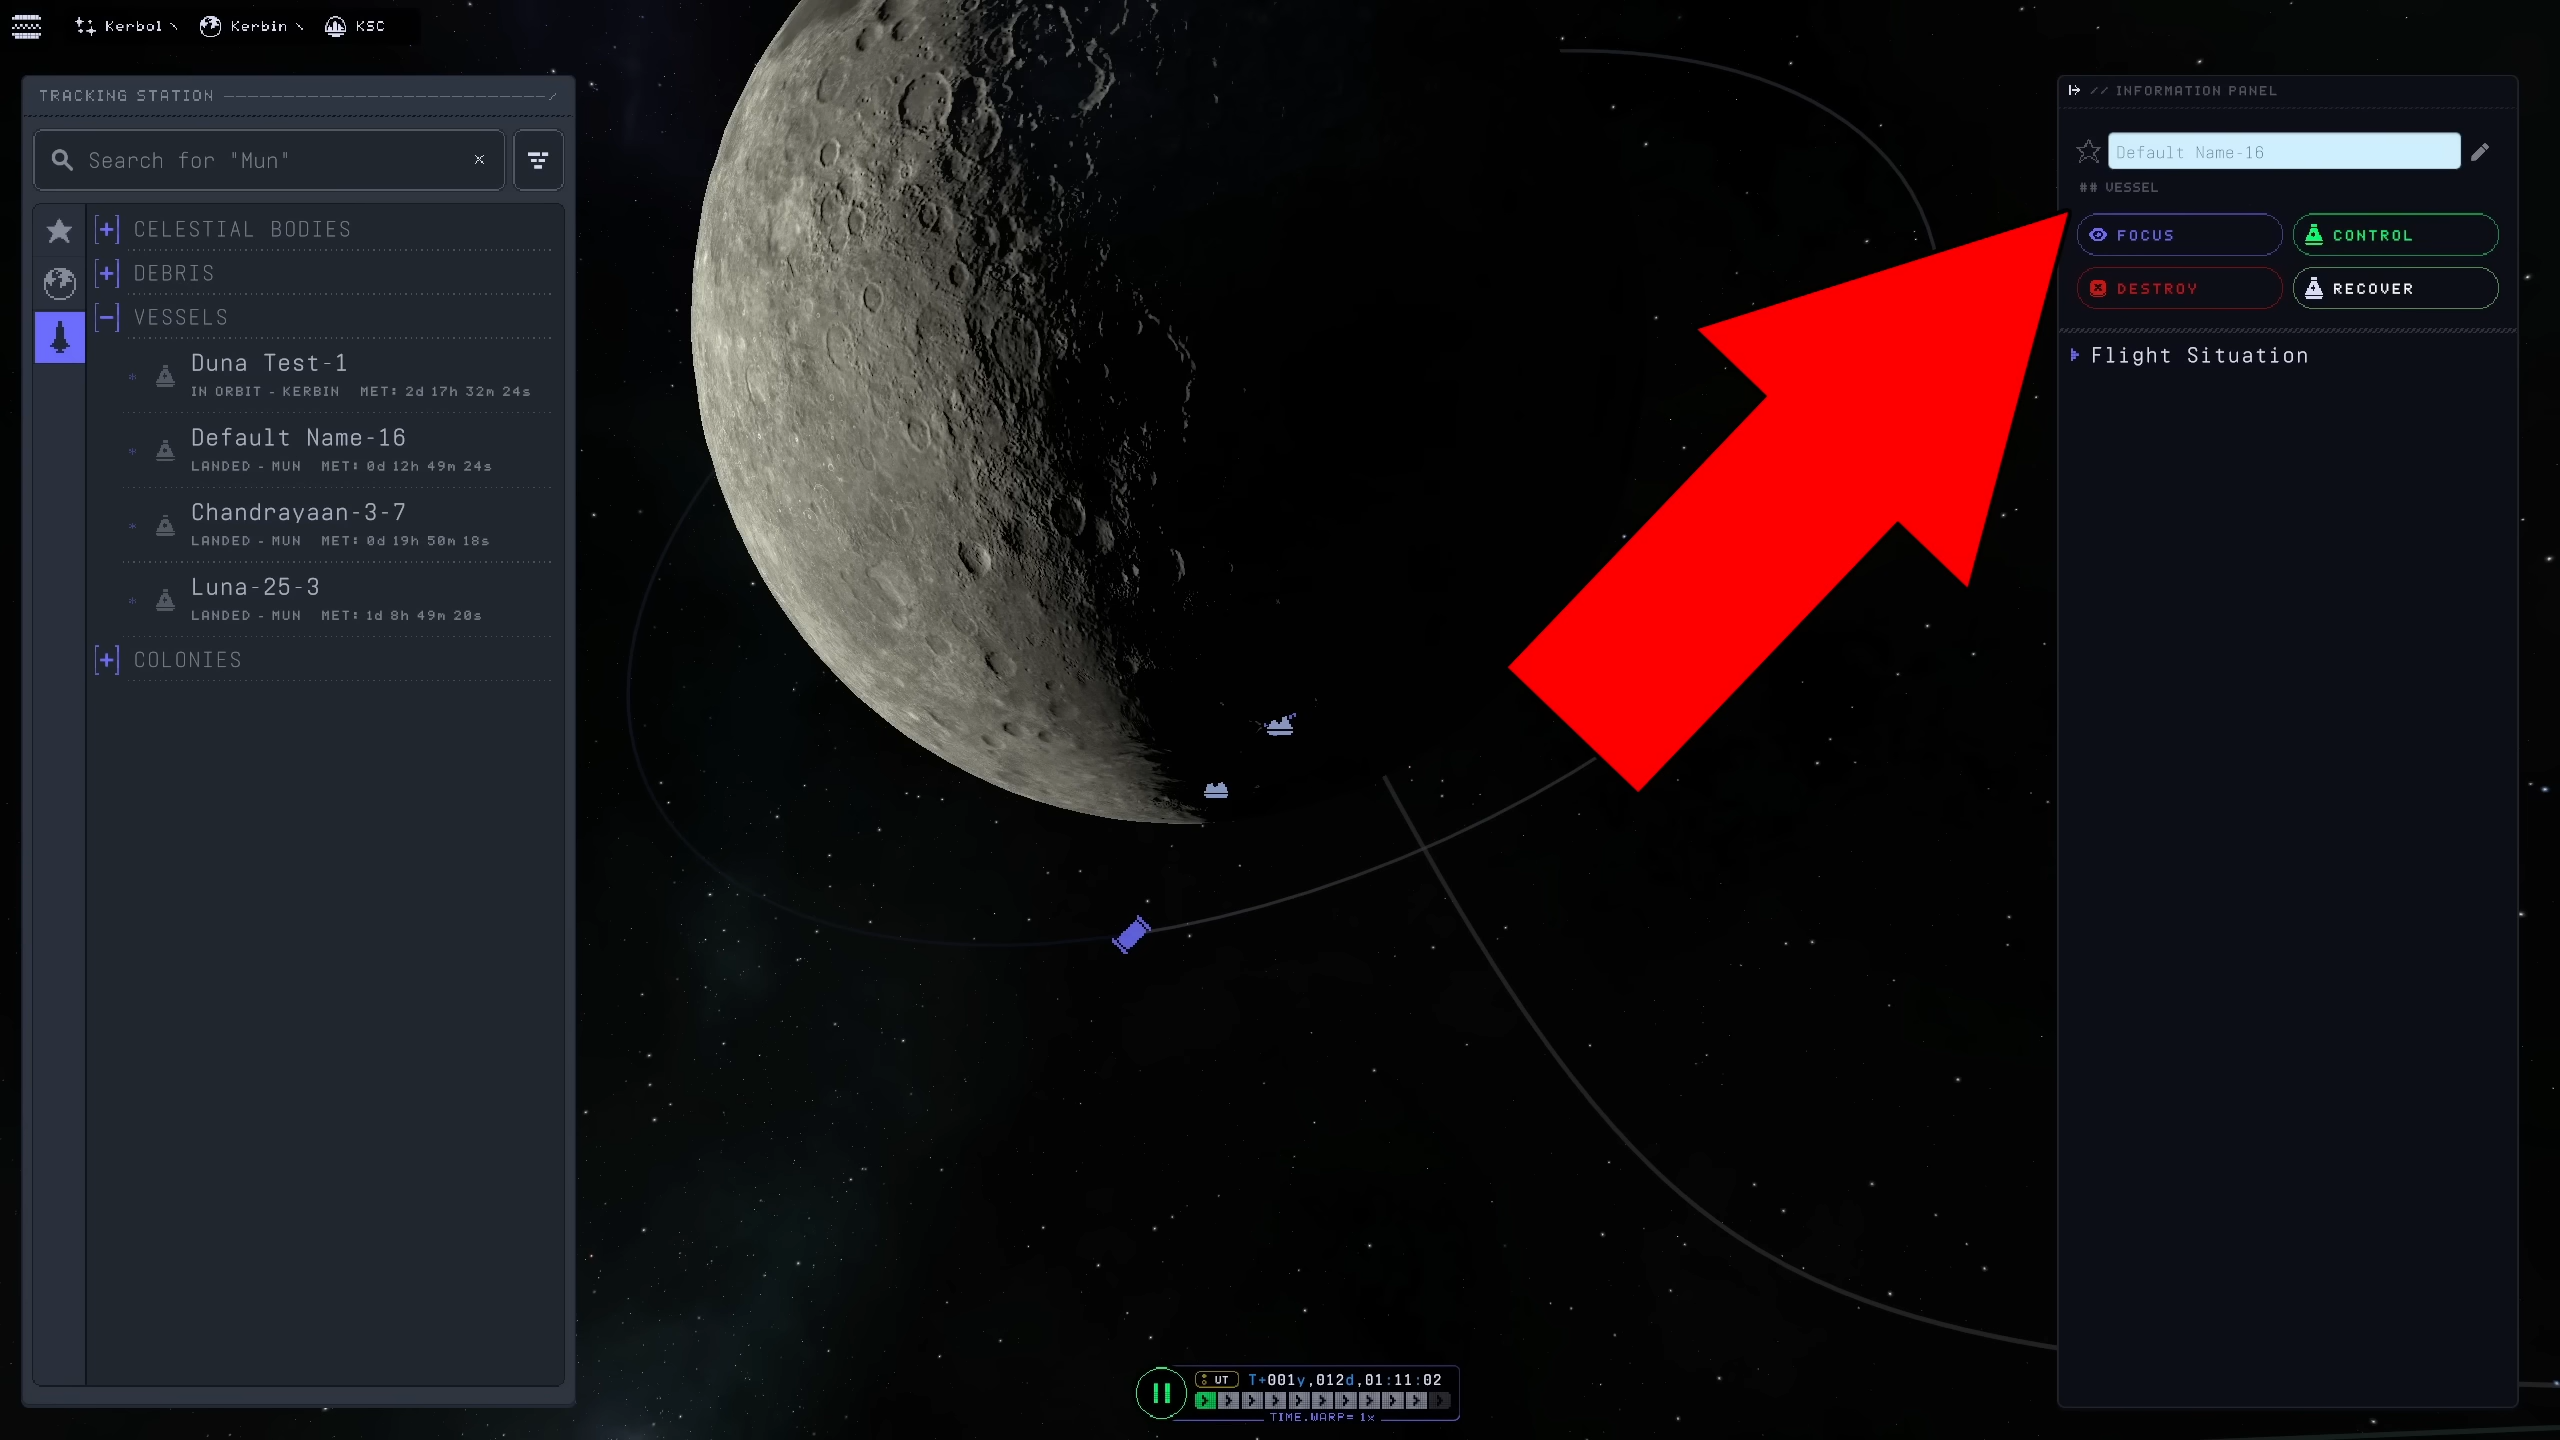 Kerbol Kerbin KSC
TRACKING STATION
Search for "Mun"
CELESTIAL BODIES
DEBRIS
VESSELS
Duna Test-1
IN ORBIT - KERBIN MET: 2d 17h 32m 24s
Default Name-16
LANDED - MUN MET: 0d 12h 49m 24s
Chandrayaan-3-7
LANDED - MUN MET: 0d 19h 50m 18s
Luna-25-3
LANDED - MUN MET: 1d 8h 49m 20s
COLONIES
// INFORMATION PANEL
Default Name-16
## VESSEL
FOCUS
CONTROL
DESTROY
RECOVER
Flight Situation
UT T+001y,012d,01:11:02
TIME.WARP= 1x